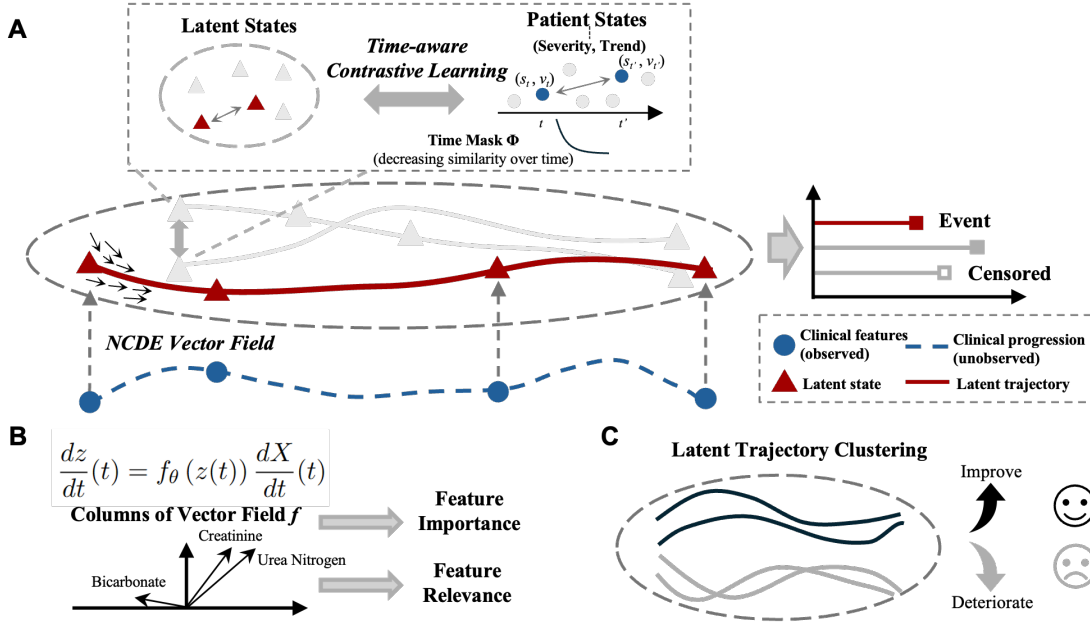 A
Latent States
Time-aware
Contrastive Learning
Patient States
(Severity, Trend)
(s_t, v_t)
(s_t', v_t')
t
t'
Time Mask Φ
(decreasing similarity over time)
Event
Censored
NCDE Vector Field
Clinical features
(observed)
Clinical progression
(unobserved)
Latent state
Latent trajectory
B
dz/dt (t) = f_θ (z(t)) dX/dt (t)
Columns of Vector Field f
Creatinine
Urea Nitrogen
Bicarbonate
Feature
Importance
Feature
Relevance
C
Latent Trajectory Clustering
Improve
Deteriorate